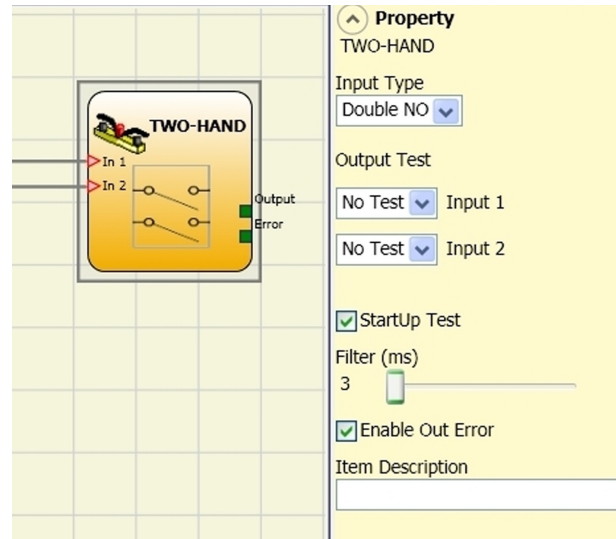 TWO-HAND
In 1
In 2
Output
Error
Property
TWO-HAND
Input Type
Double NO
Output Test
No Test Input 1
No Test Input 2
StartUp Test
Filter (ms)
3
Enable Out Error
Item Description